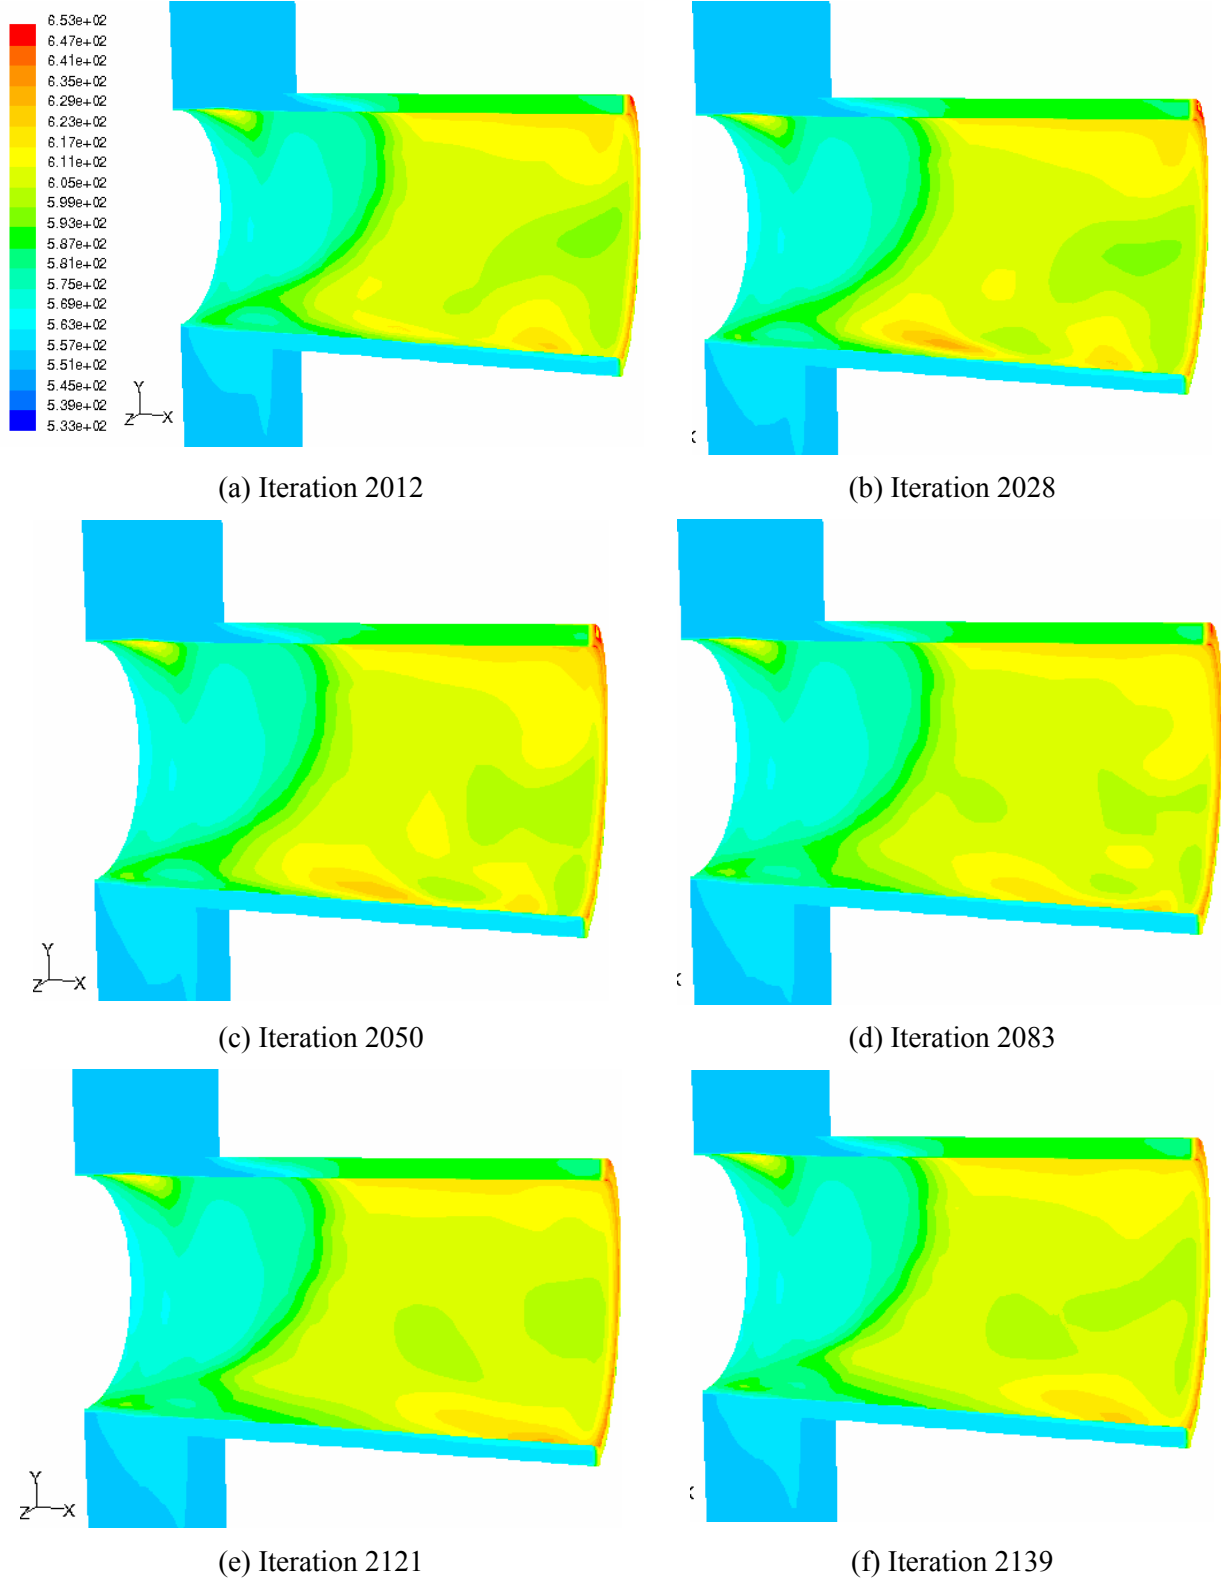 6.53e+02
6.47e+02
6.41e+02
6.35e+02
6.29e+02
6.23e+02
6.17e+02
6.11e+02
6.05e+02
5.99e+02
5.93e+02
5.87e+02
5.81e+02
5.75e+02
5.69e+02
5.63e+02
5.57e+02
5.51e+02
5.45e+02
5.39e+02
5.33e+02
Y
Z X
(a) Iteration 2012
(b) Iteration 2028
Y
Z X
(c) Iteration 2050
(d) Iteration 2083
Y
Z X
(e) Iteration 2121
(f) Iteration 2139